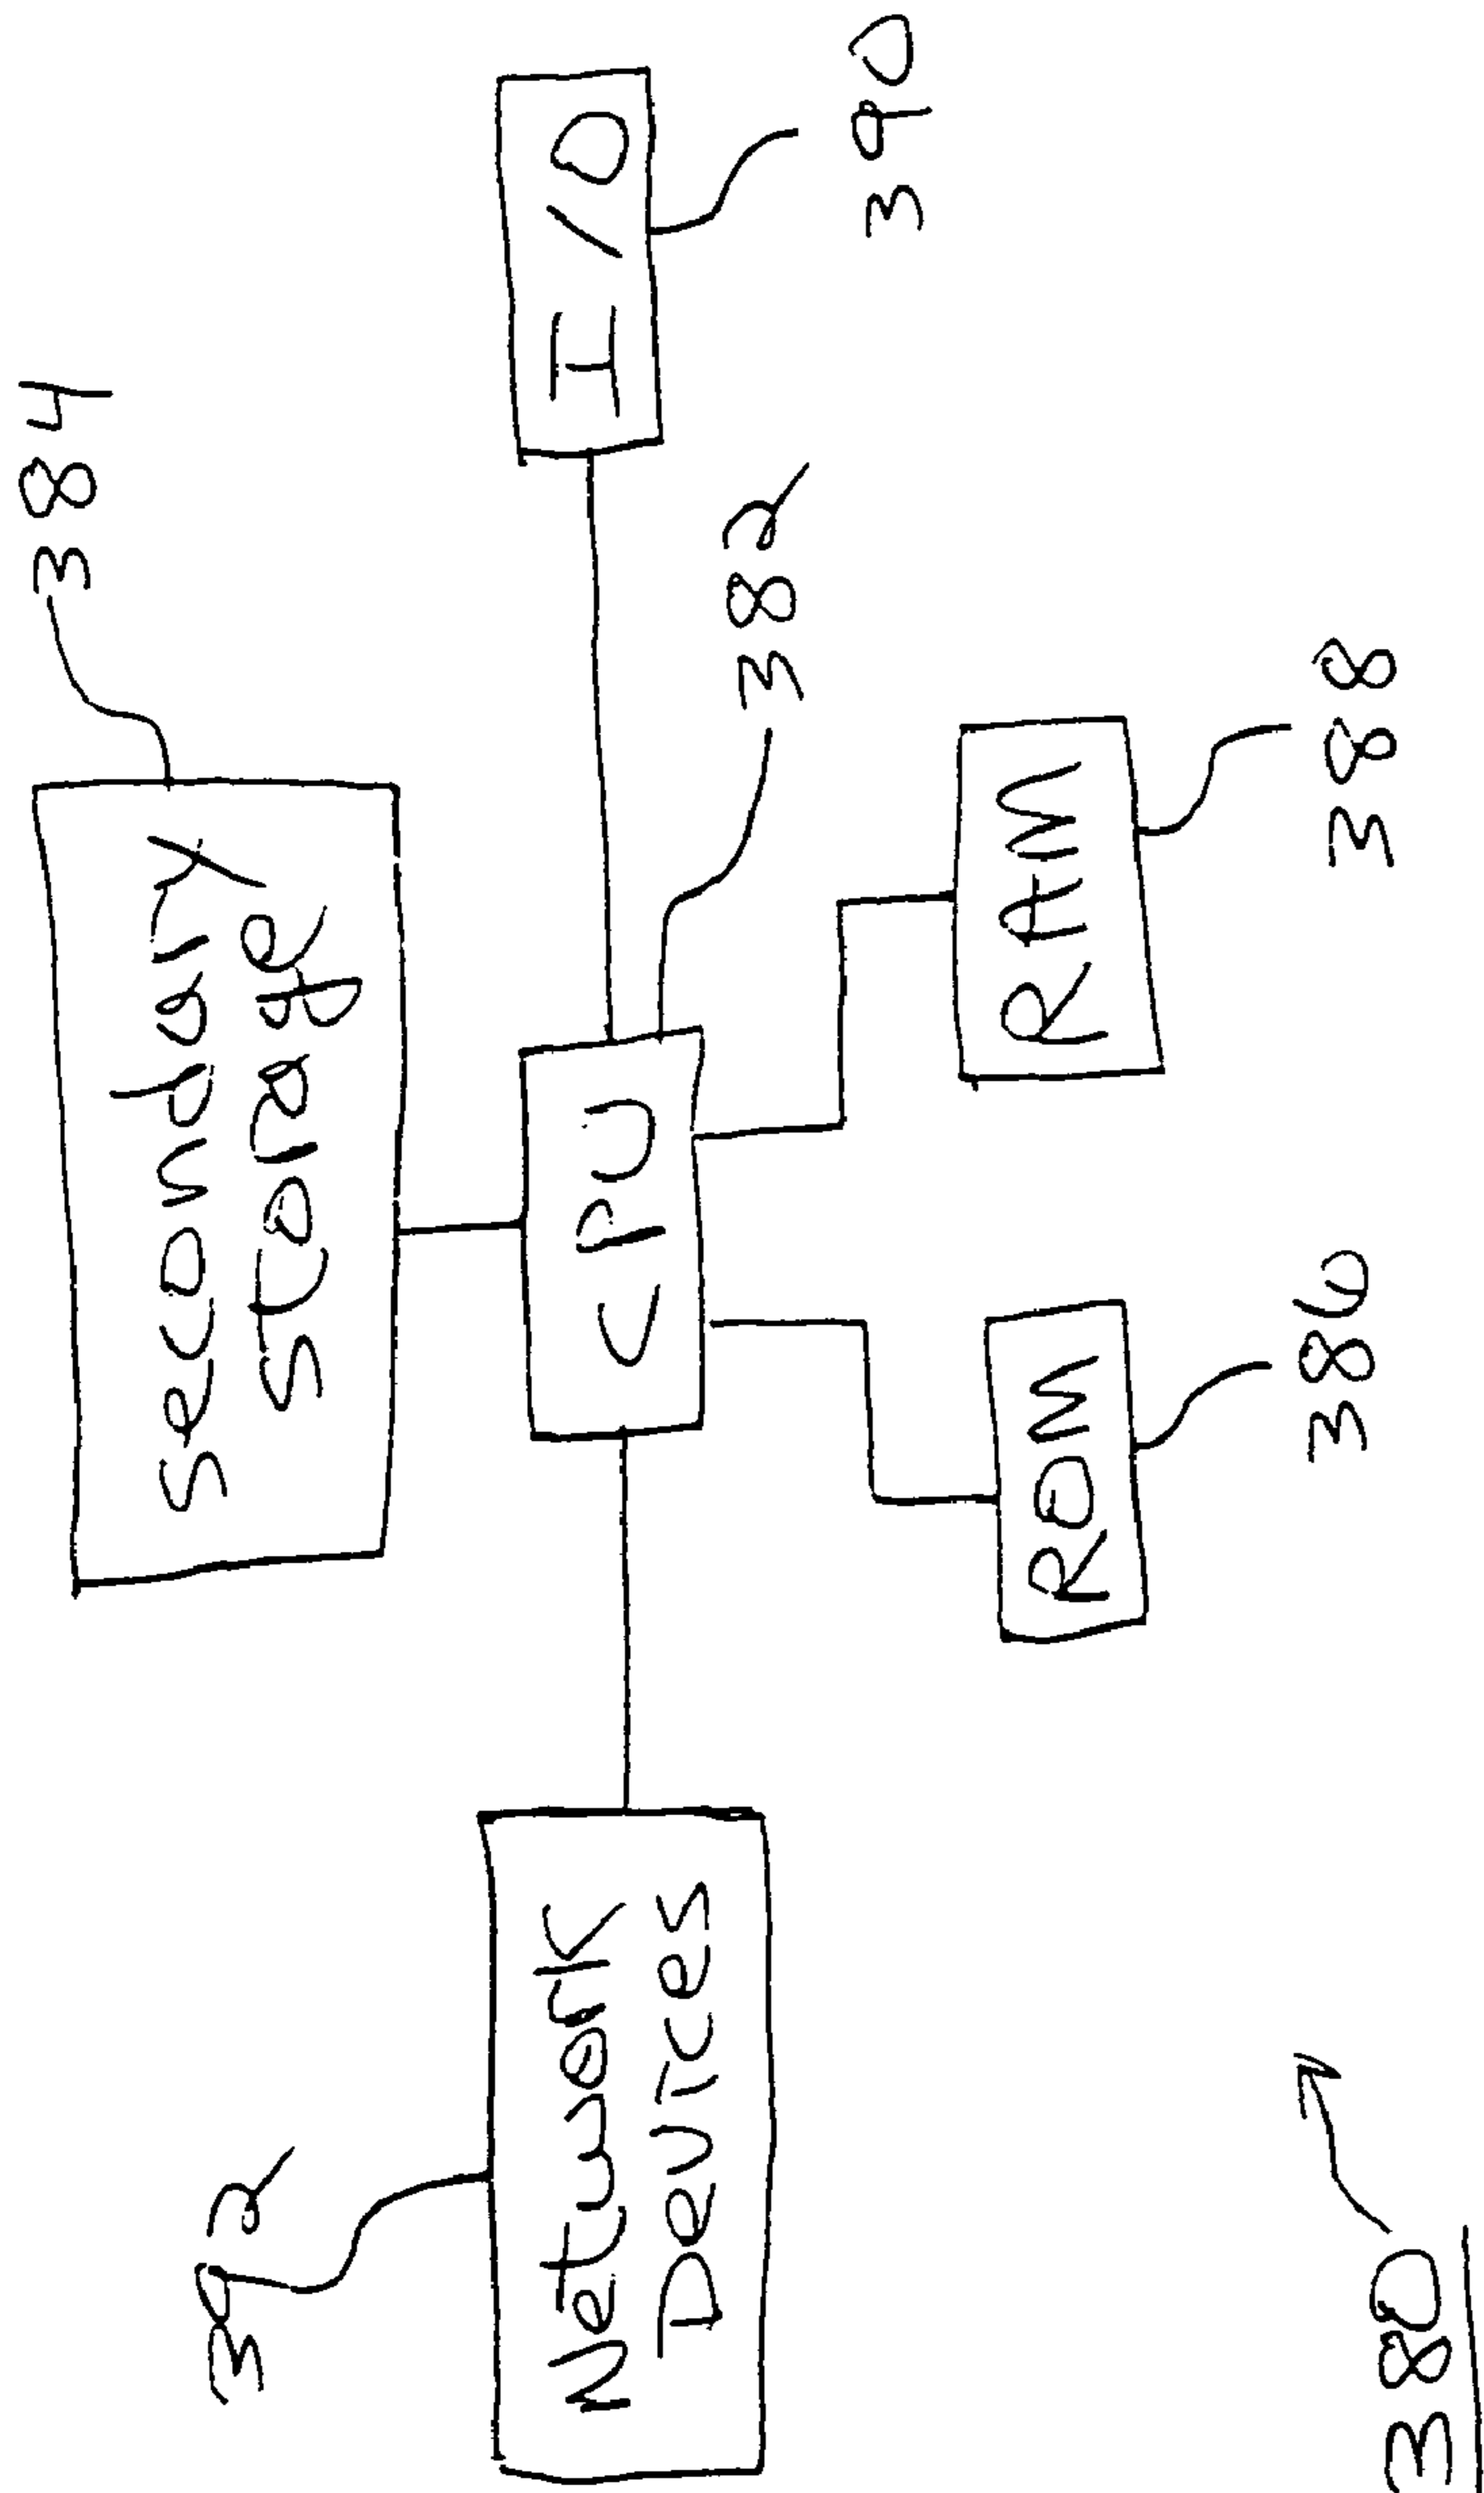 384
secondary
storage
392
Network
Devices
CPU
I/O
382
390
ROM
RAM
386
388
380